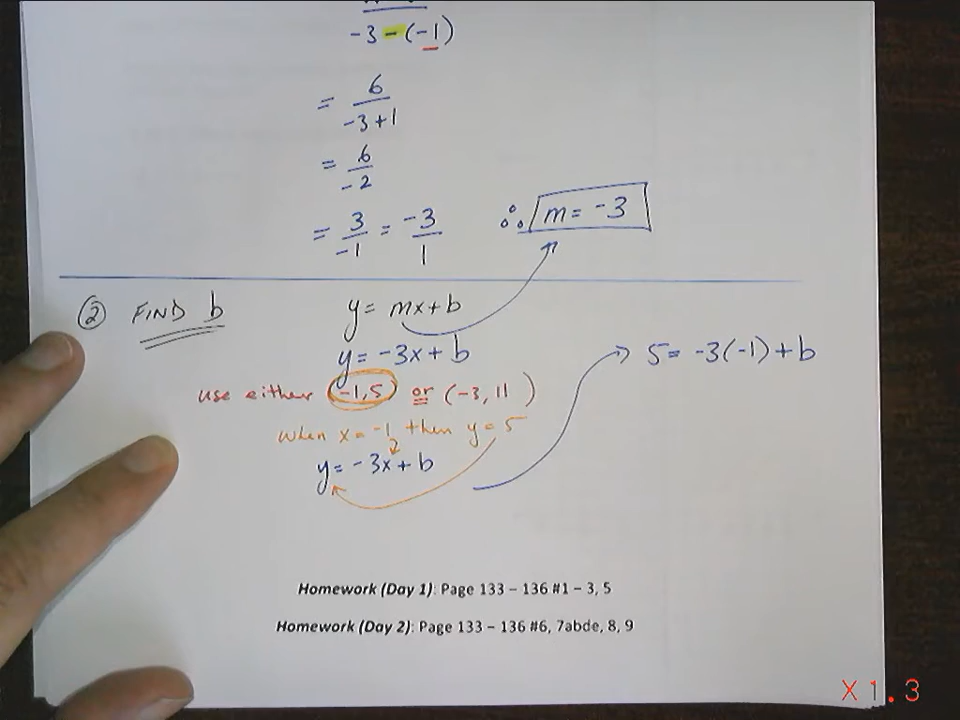 -3 - (-1)
= 6/(-3+1)
= 6/-2
= 3/-1 = -3/1
∴ m = -3
② FIND b
y = mx + b
y = -3x + b
use either (-1, 5) or (-3, 11)
when x = -1 then y = 5
y = -3x + b
5 = -3(-1) + b
Homework (Day 1): Page 133 – 136 #1 – 3, 5
Homework (Day 2): Page 133 – 136 #6, 7abde, 8, 9
X1.3